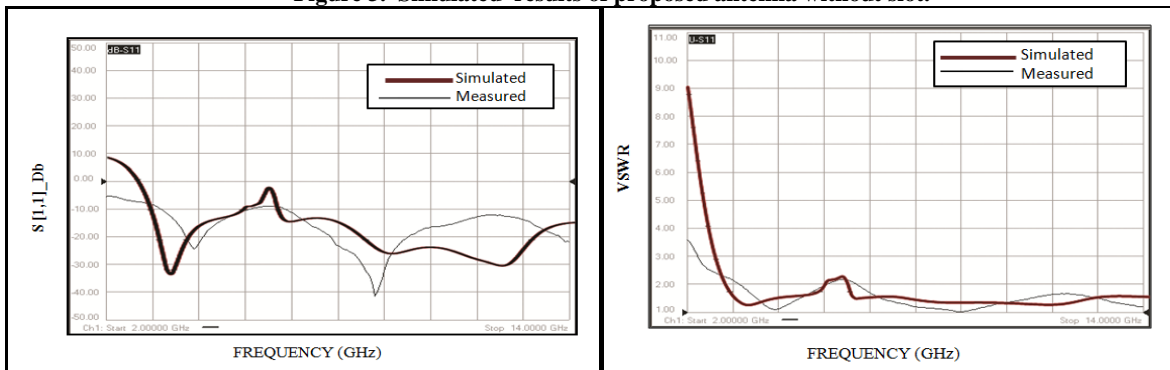 Figure 3. Simulated results of proposed antenna without slot.
dB-S11
50.00
40.00
30.00
20.00
10.00
0.00
-10.00
-20.00
-30.00
-40.00
-50.00
Simulated
Measured
S[1,1]_Db
Ch1: Start 2.00000 GHz
Stop 14.0000 GHz
FREQUENCY (GHz)
U-S11
11.00
10.00
9.00
8.00
7.00
6.00
5.00
4.00
3.00
2.00
1.00
Simulated
Measured
VSWR
Ch1: Start 2.00000 GHz
Stop 14.0000 GHz
FREQUENCY (GHz)